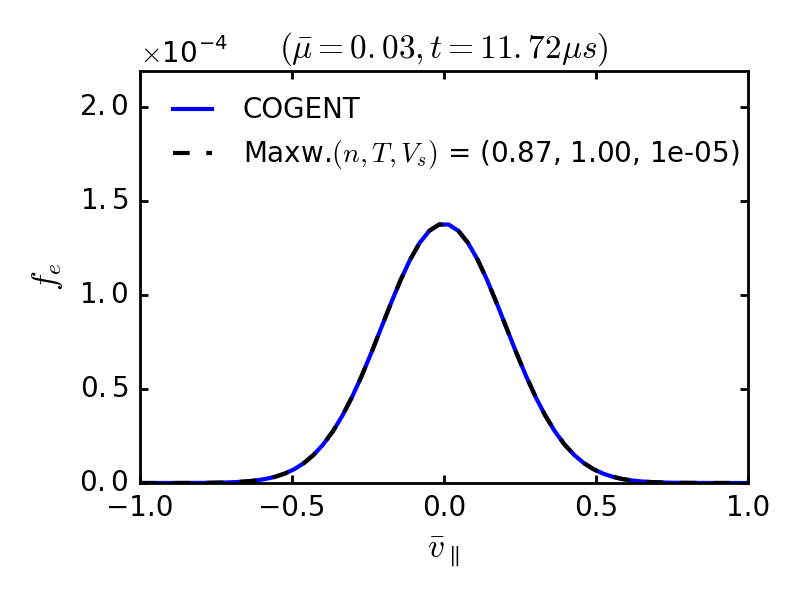 ×10⁻⁴
(μ̄ = 0.03, t = 11.72μs)
COGENT
Maxw.(n, T, Vₛ) = (0.87, 1.00, 1e-05)
2.0
1.5
1.0
0.5
0.0
fₑ
−1.0 −0.5 0.0 0.5 1.0
v̄∥